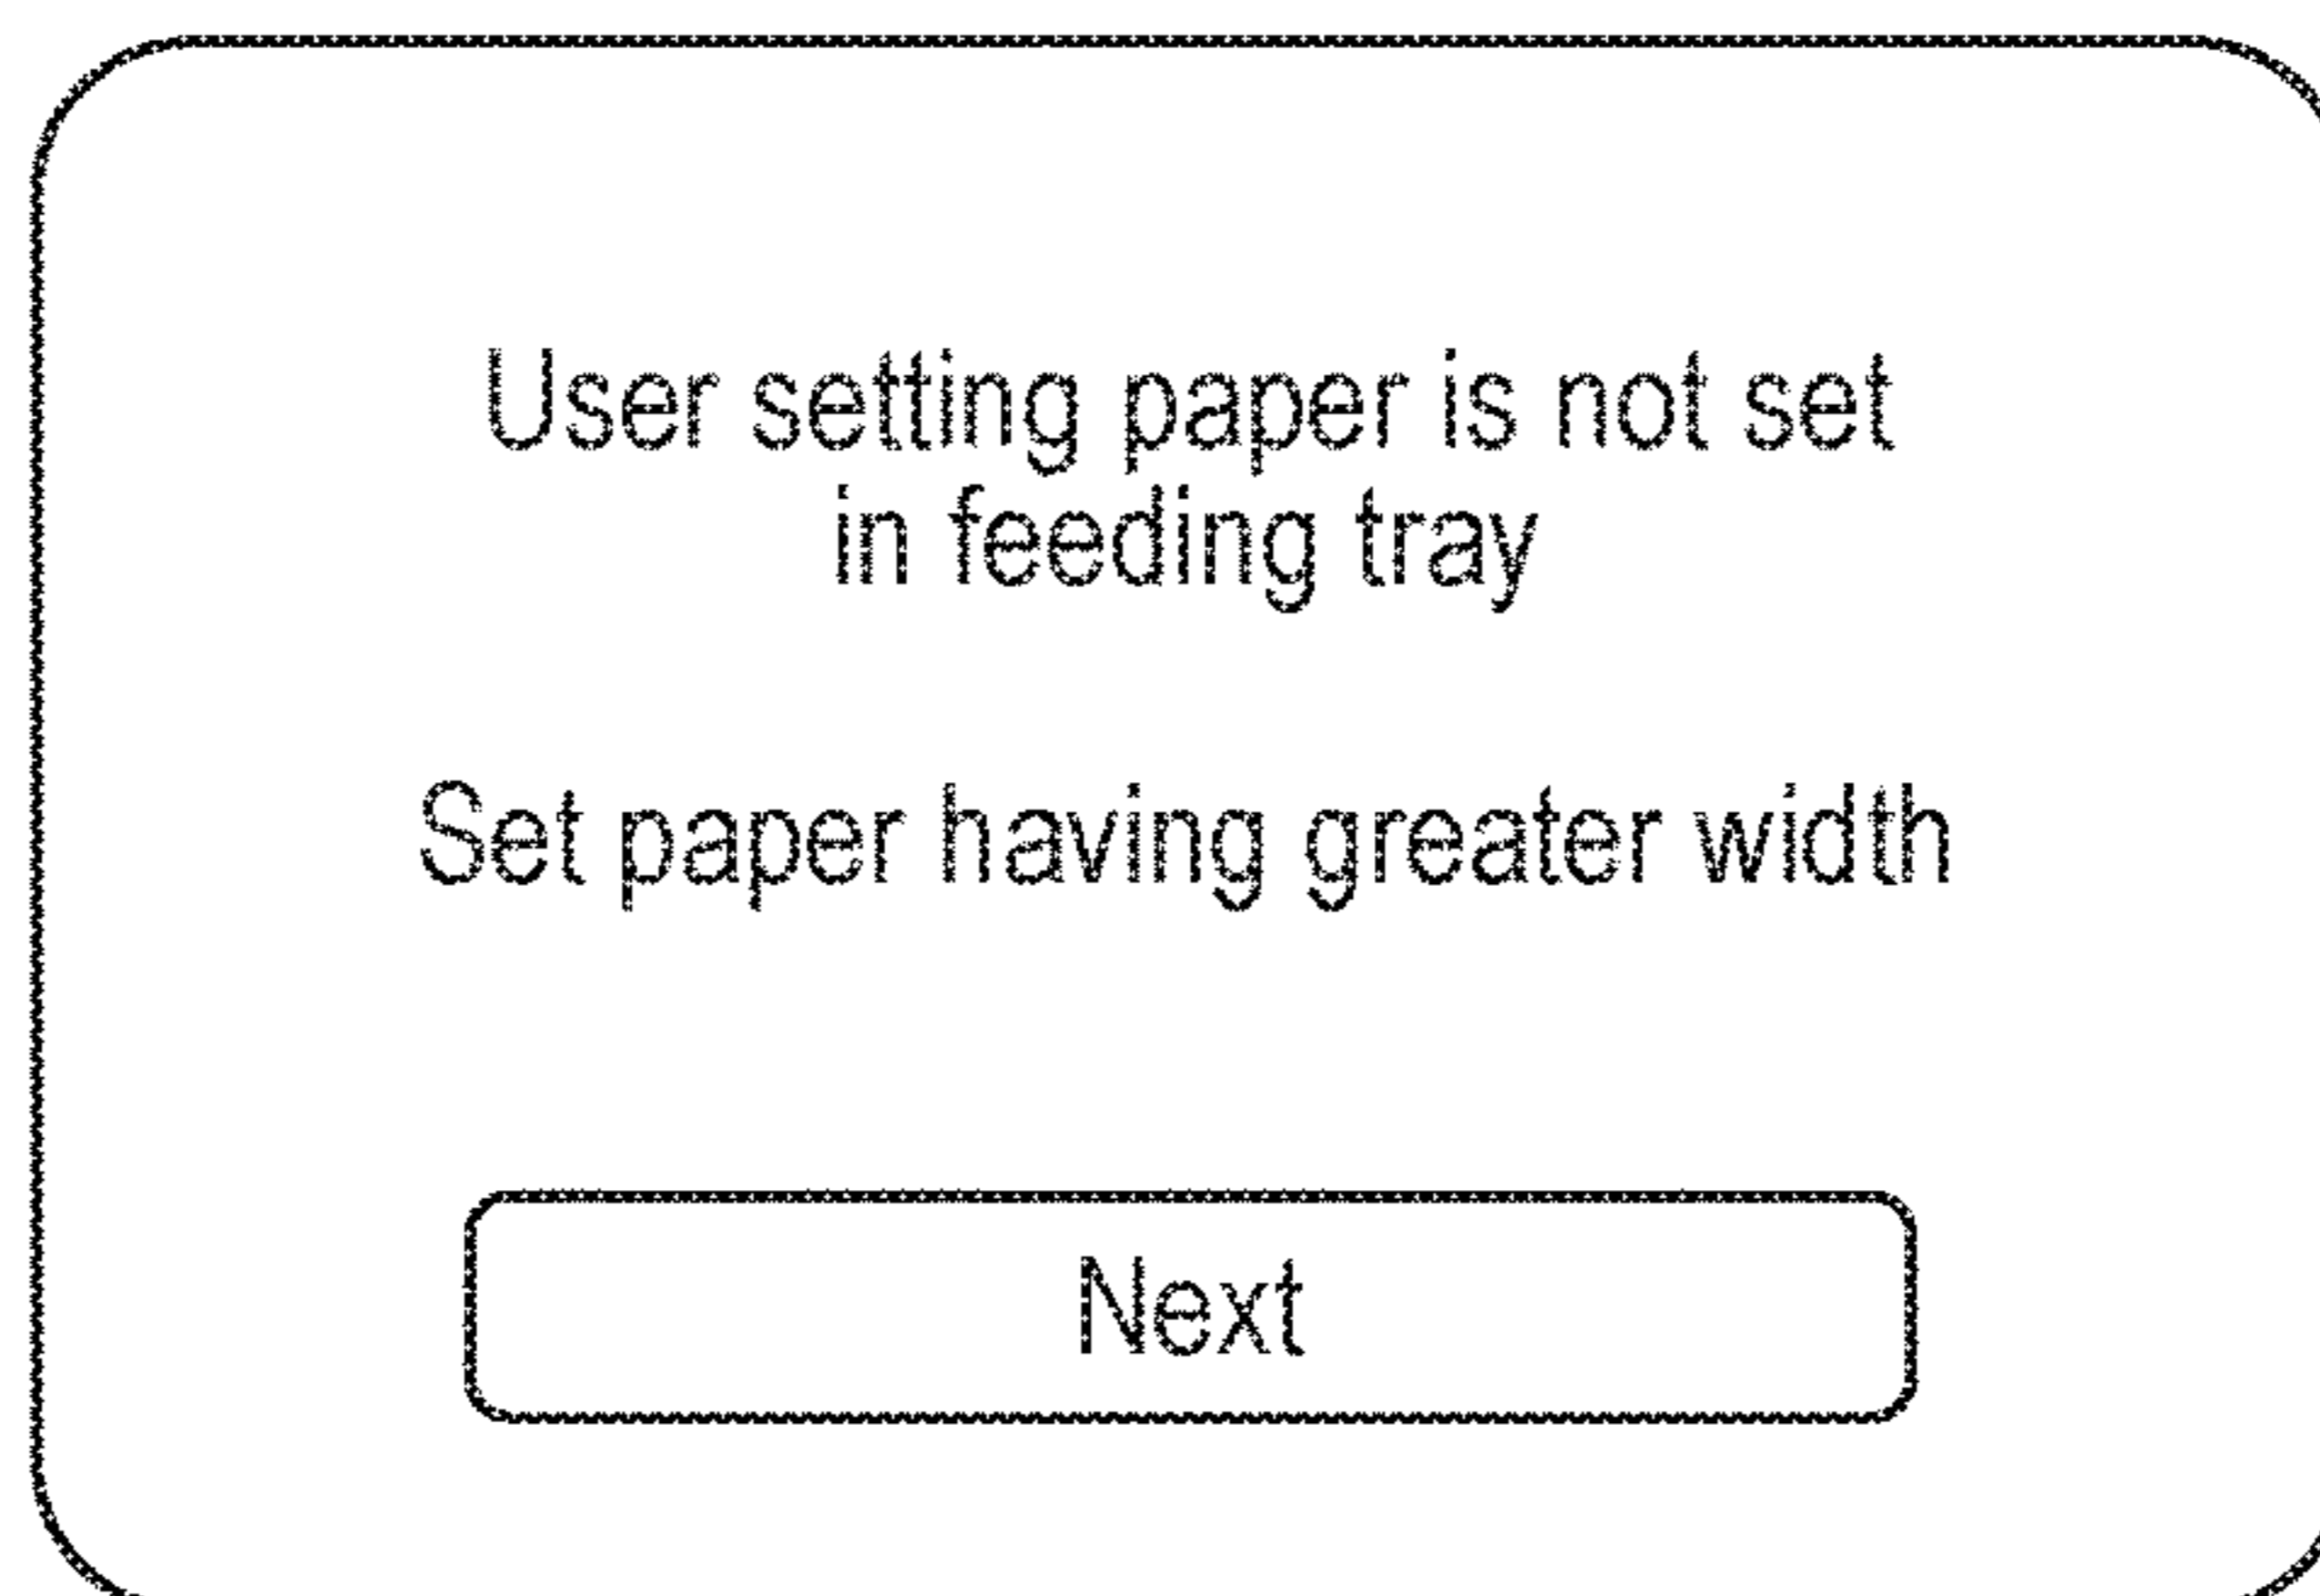 User setting paper is not set
in feeding tray
Set paper having greater width
Next